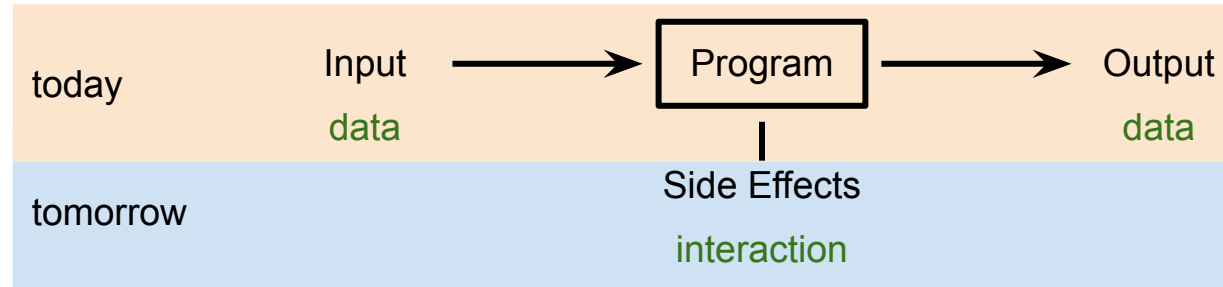 today
Input
Program
Output
data
data
tomorrow
Side Effects
interaction